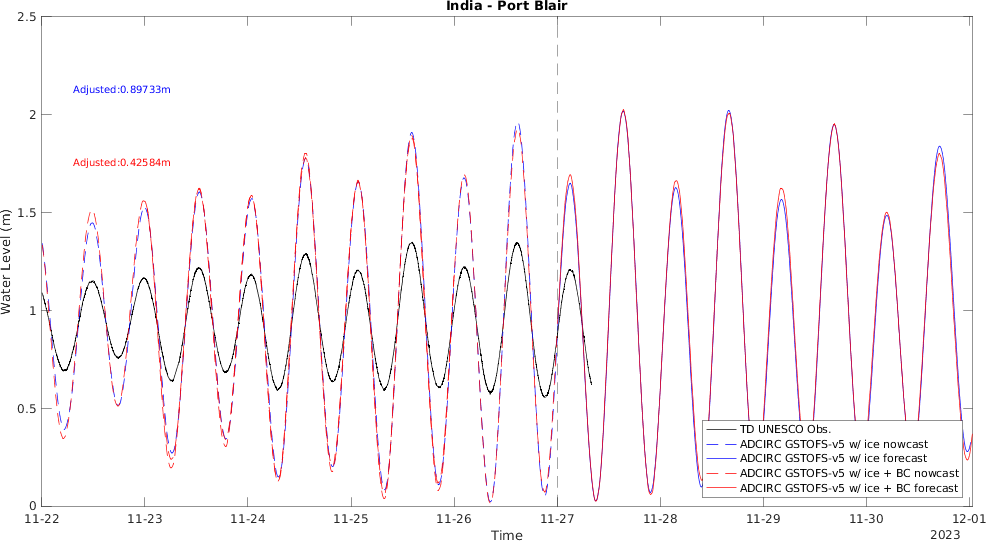 India - Port Blair
2.5
2
1.5
1
0.5
0
Water Level (m)
Adjusted:0.89733m
Adjusted:0.42584m
TD UNESCO Obs.
ADCIRC GSTOFS-v5 w/ ice nowcast
ADCIRC GSTOFS-v5 w/ ice forecast
ADCIRC GSTOFS-v5 w/ ice + BC nowcast
ADCIRC GSTOFS-v5 w/ ice + BC forecast
11-22 11-23 11-24 11-25 11-26 11-27 11-28 11-29 11-30 12-01
Time
2023